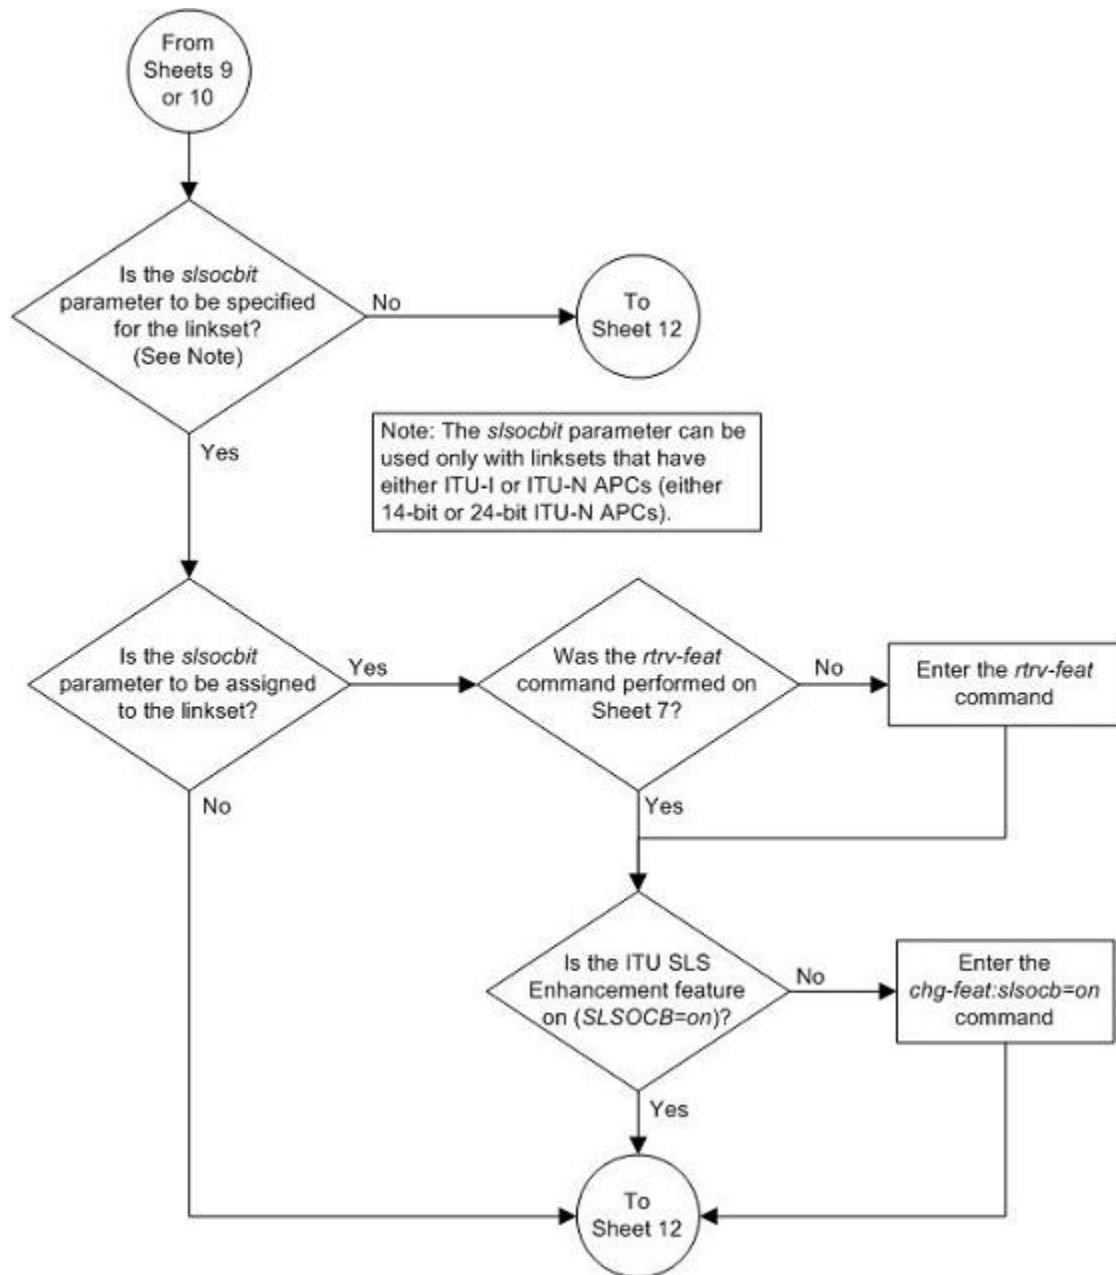 From
Sheets 9
or 10
Is the slsocbit
parameter to be specified
for the linkset?
(See Note)
No
To
Sheet 12
Yes
Note: The slsocbit parameter can be
used only with linksets that have
either ITU-I or ITU-N APCs (either
14-bit or 24-bit ITU-N APCs).
Is the slsocbit
parameter to be assigned
to the linkset?
Yes
Was the rtrv-feat
command performed on
Sheet 7?
No
Enter the rtrv-feat
command
No
Yes
Is the ITU SLS
Enhancement feature
on (SLSOCB=on)?
No
Enter the
chg-feat:slsocb=on
command
Yes
To
Sheet 12